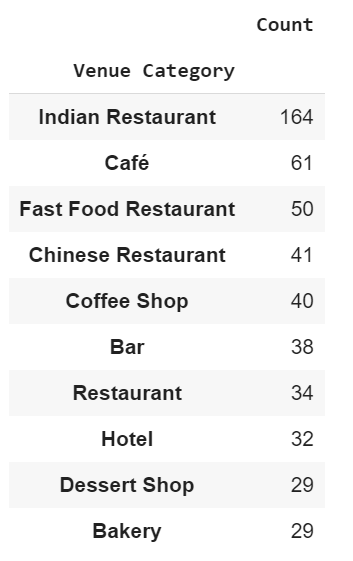 Count
Venue Category
Indian Restaurant 164
Café 61
Fast Food Restaurant 50
Chinese Restaurant 41
Coffee Shop 40
Bar 38
Restaurant 34
Hotel 32
Dessert Shop 29
Bakery 29